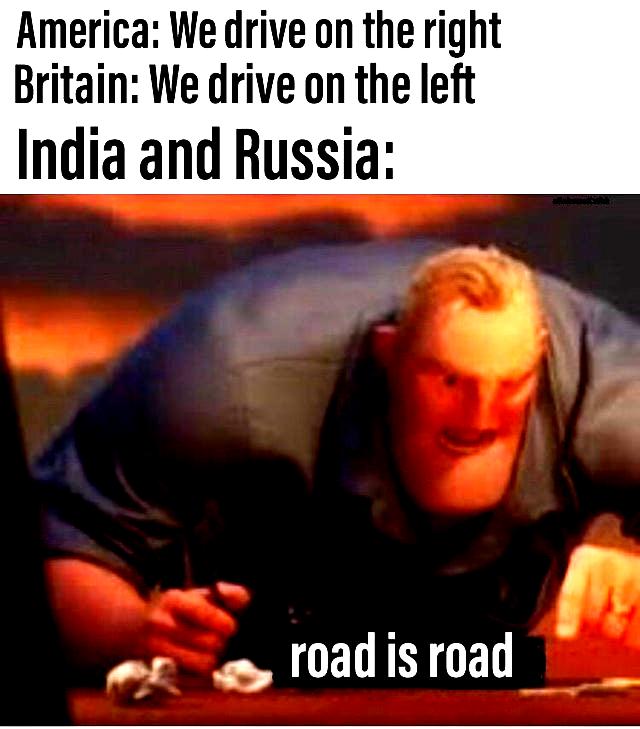 America: We drive on the right
Britain: We drive on the left
India and Russia:
road is road